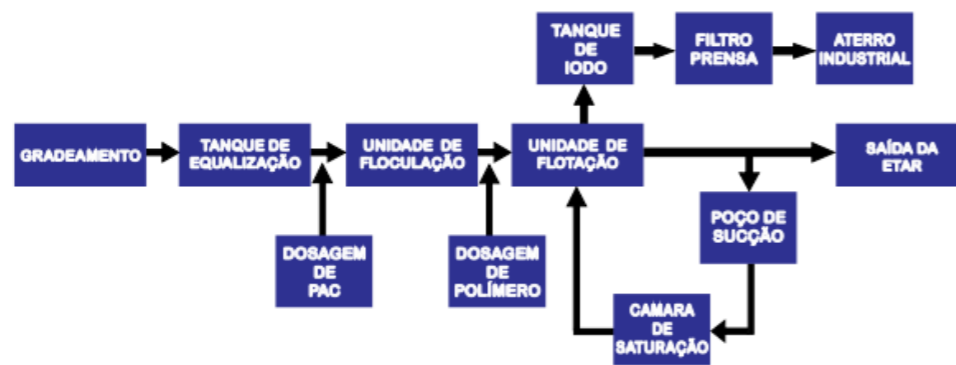 TANQUE
DE
IODO
FILTRO
PRENSA
ATERRO
INDUSTRIAL
GRADEAMENTO
TANQUE DE
EQUALIZAÇÃO
UNIDADE DE
FLOCULAÇÃO
UNIDADE DE
FLOTAÇÃO
SAÍDA DA
ETAR
DOSAGEM
DE
PAC
DOSAGEM
DE
POLÍMERO
POÇO DE
SUCÇÃO
CAMARA
DE
SATURAÇÃO